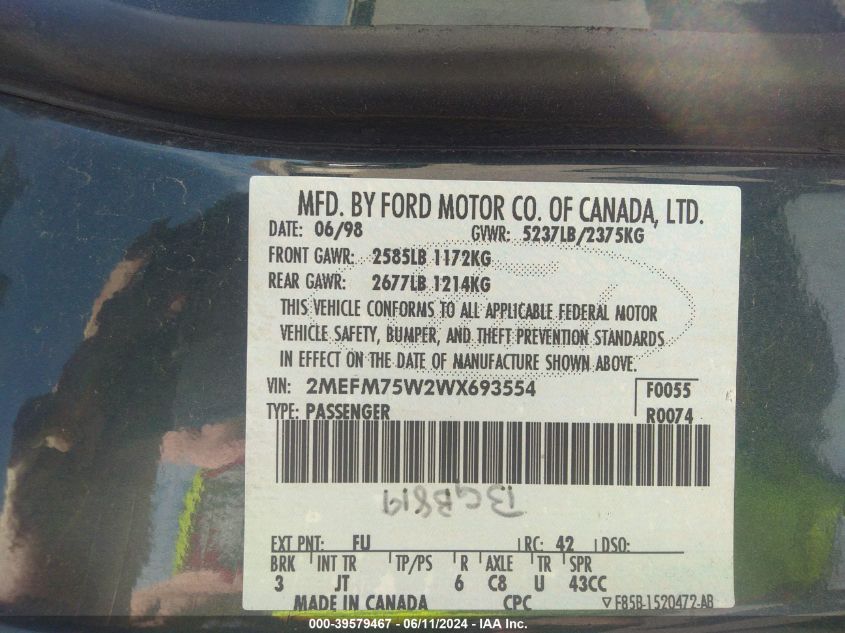 MFD. BY FORD MOTOR CO. OF CANADA, LTD.
DATE: 06/98 GVWR: 5237LB/2375KG
FRONT GAWR: 2585LB 1172KG
REAR GAWR: 2677LB 1214KG
THIS VEHICLE CONFORMS TO ALL APPLICABLE FEDERAL MOTOR
VEHICLE SAFETY, BUMPER, AND THEFT PREVENTION STANDARDS
IN EFFECT ON THE DATE OF MANUFACTURE SHOWN ABOVE.
VIN: 2MEFM75W2WX693554 F0055
TYPE: PASSENGER R0074
EXT PNT: FU RC: 42 DSO:
BRK INT TR TP/PS R AXLE TR SPR
3 JT 6 C8 U 43CC
MADE IN CANADA CPC ▽ F85B-1520472-AB
000-39579467 - 06/11/2024 - IAA Inc.